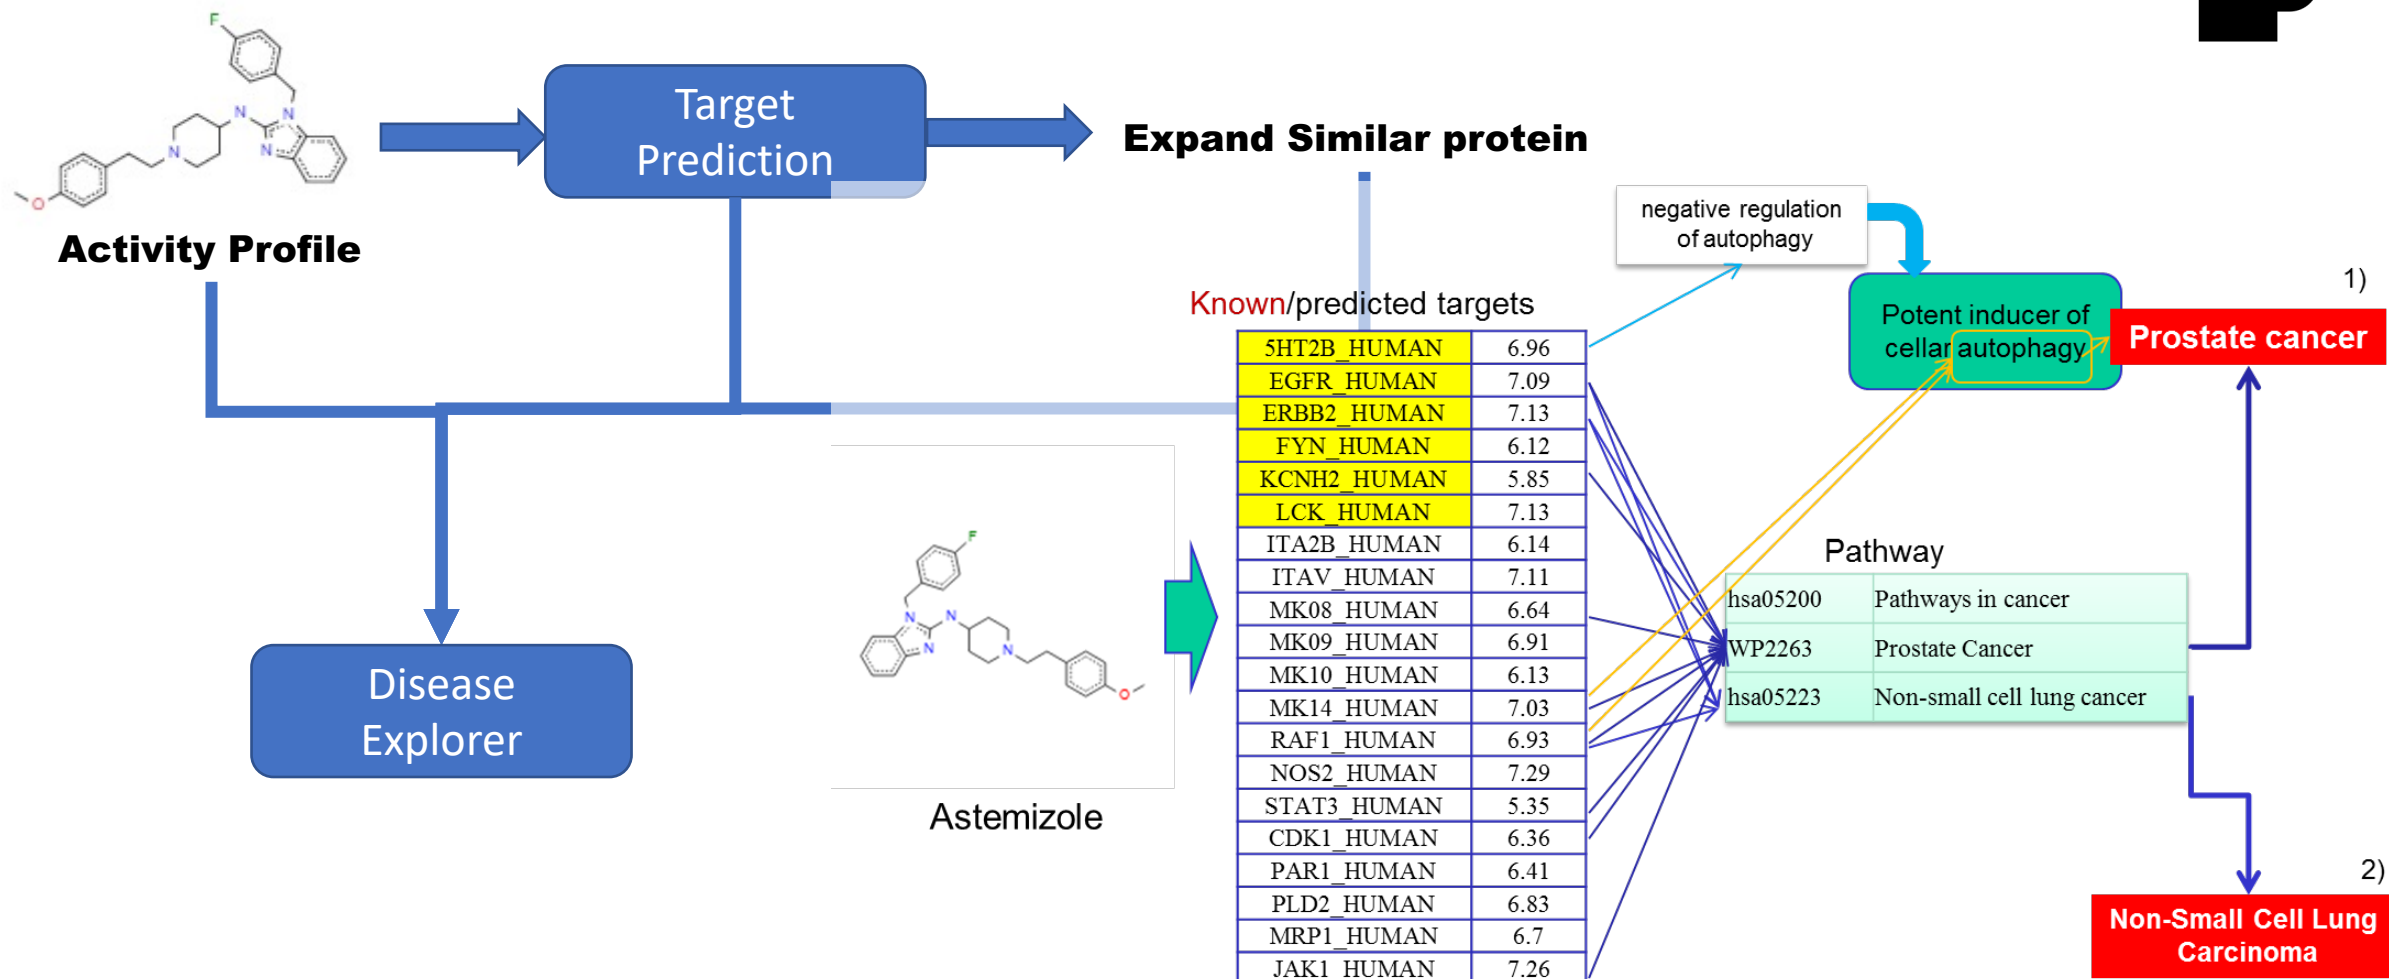 F
N
N
N
N
O
Activity Profile
Target
Prediction
Expand Similar protein
Disease
Explorer
F
N
N
N
N
O
Astemizole
Known/predicted targets
5HT2B_HUMAN 6.96
EGFR_HUMAN 7.09
ERBB2_HUMAN 7.13
FYN_HUMAN 6.12
KCNH2_HUMAN 5.85
LCK_HUMAN 7.13
ITA2B_HUMAN 6.14
ITAV_HUMAN 7.11
MK08_HUMAN 6.64
MK09_HUMAN 6.91
MK10_HUMAN 6.13
MK14_HUMAN 7.03
RAF1_HUMAN 6.93
NOS2_HUMAN 7.29
STAT3_HUMAN 5.35
CDK1_HUMAN 6.36
PAR1_HUMAN 6.41
PLD2_HUMAN 6.83
MRP1_HUMAN 6.7
JAK1_HUMAN 7.26
negative regulation
of autophagy
Potent inducer of
cellar autophagy
1)
Prostate cancer
Pathway
hsa05200 Pathways in cancer
WP2263 Prostate Cancer
hsa05223 Non-small cell lung cancer
2)
Non-Small Cell Lung
Carcinoma